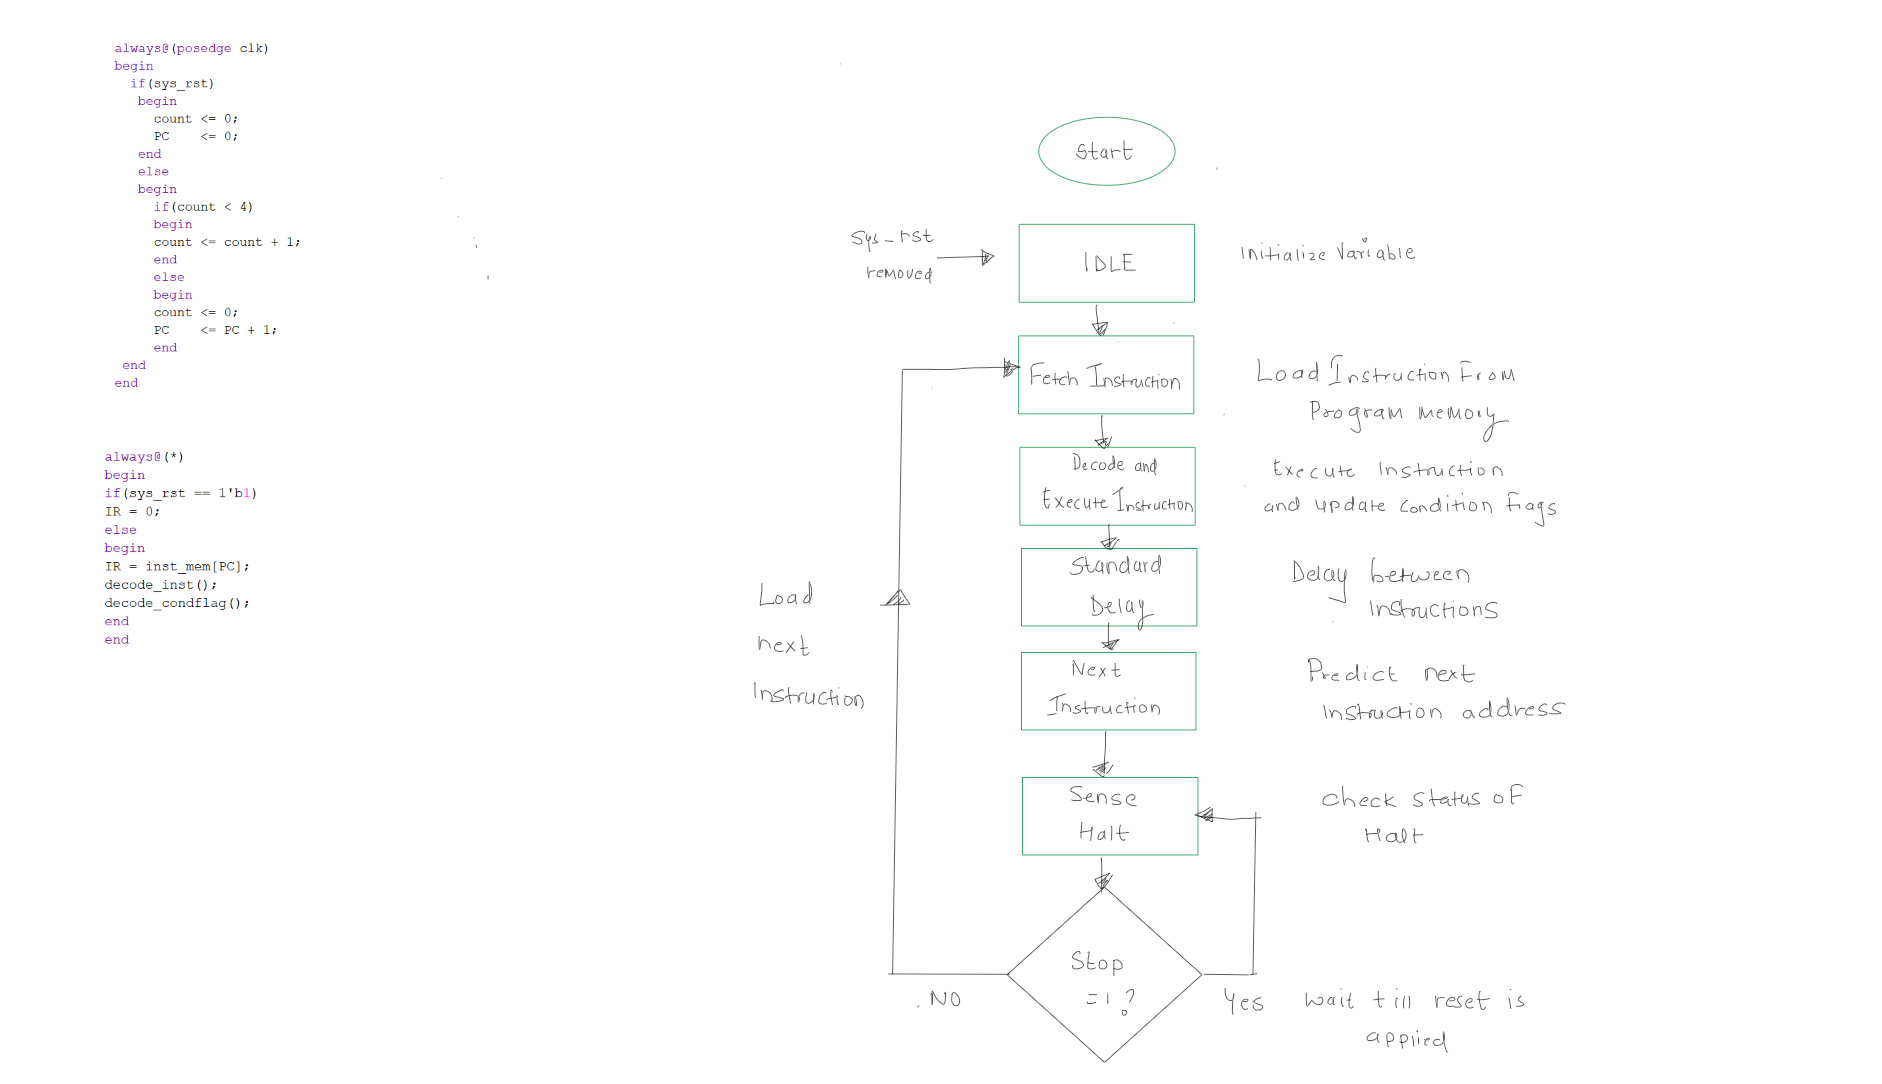 always@(posedge clk)
begin
if(sys_rst)
begin
count <= 0;
PC <= 0;
end
else
begin
if(count < 4)
begin
count <= count + 1;
end
else
begin
count <= 0;
PC <= PC + 1;
end
end
end
always@(*)
begin
if(sys_rst == 1'b1)
IR = 0;
else
begin
IR = inst_mem[PC];
decode_inst();
decode_condflag();
end
end
Start
Sys_rst
removed
IDLE
Initialize Variable
Fetch Instruction
Load Instruction From
Program memory
Decode and
Execute Instruction
Execute Instruction
and update condition flags
Standard
Delay
Delay between
Instructions
Load
next
Instruction
Next
Instruction
Predict next
instruction address
Sense
Halt
check status of
Halt
Stop
=1 ?
NO
Yes
wait till reset is
applied